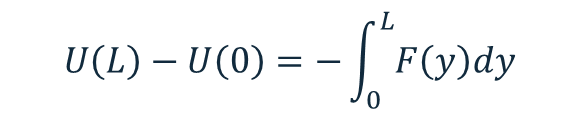 U(L) − U(0) = − ∫₀ᴸ F(y)dy